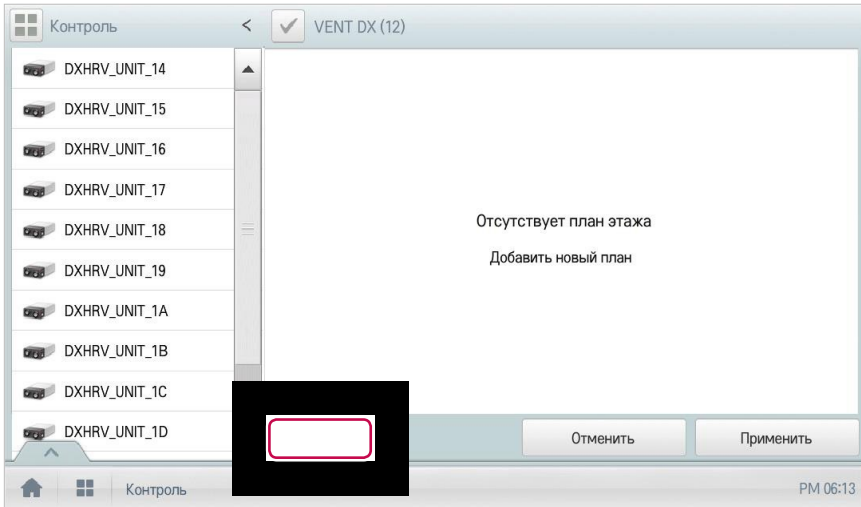 Контроль
<
VENT DX (12)
DXHRV_UNIT_14
DXHRV_UNIT_15
DXHRV_UNIT_16
DXHRV_UNIT_17
DXHRV_UNIT_18
DXHRV_UNIT_19
DXHRV_UNIT_1A
DXHRV_UNIT_1B
DXHRV_UNIT_1C
DXHRV_UNIT_1D
Отсутствует план этажа
Добавить новый план
Отменить
Применить
Контроль
PM 06:13